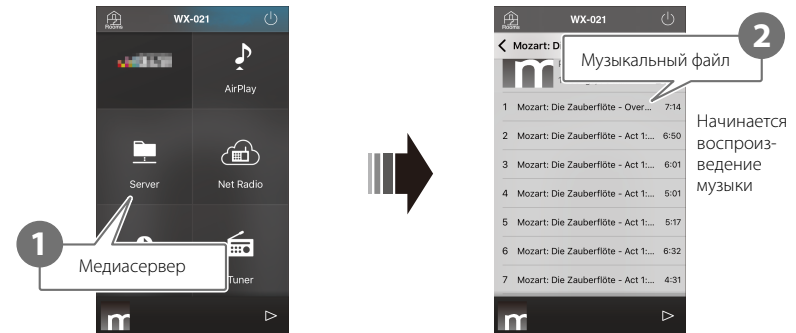 Rooms
WX-021
AirPlay
Server
Net Radio
1
Медиасервер
Tuner
m
Rooms
WX-021
2
Mozart: D
Музыкальный файл
m
1 Mozart: Die Zauberflöte - Over... 7:14
2 Mozart: Die Zauberflöte - Act 1:... 6:50
3 Mozart: Die Zauberflöte - Act 1:... 6:01
4 Mozart: Die Zauberflöte - Act 1:... 5:01
5 Mozart: Die Zauberflöte - Act 1:... 5:17
6 Mozart: Die Zauberflöte - Act 1:... 6:32
7 Mozart: Die Zauberflöte - Act 1:... 4:31
m
Начинается
воспроиз-
ведение
музыки